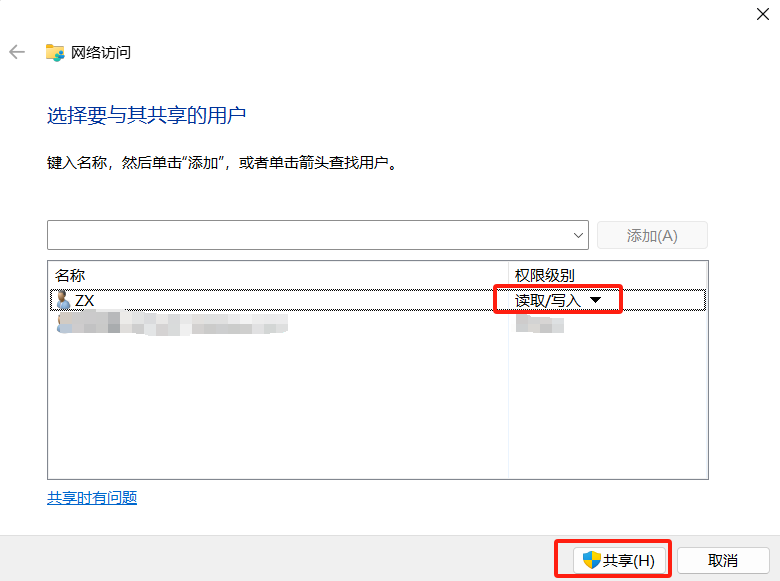 网络访问
选择要与其共享的用户
键入名称，然后单击“添加”，或者单击箭头查找用户。
添加(A)
名称 权限级别
ZX 读取/写入
共享时有问题
共享(H) 取消